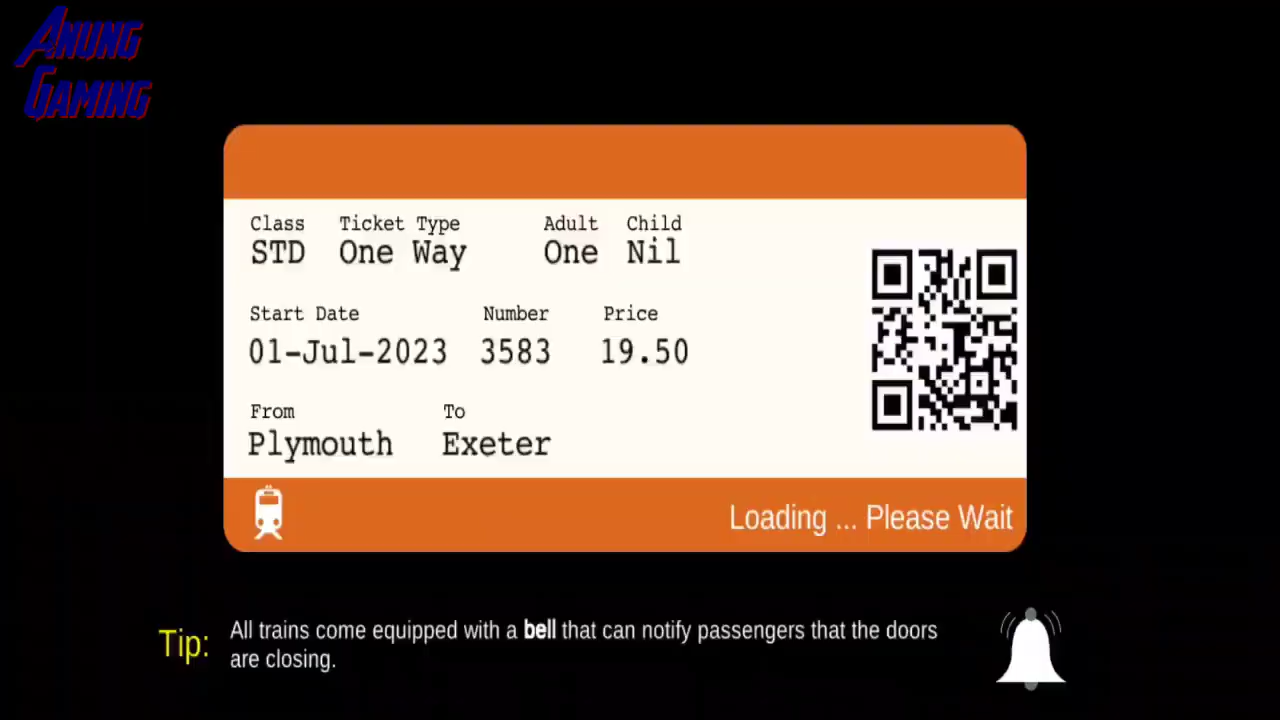 ANUNG
GAMING
Class Ticket Type Adult Child
STD One Way One Nil
Start Date Number Price
01-Jul-2023 3583 19.50
From To
Plymouth Exeter
Loading ... Please Wait
Tip: All trains come equipped with a bell that can notify passengers that the doors
are closing.